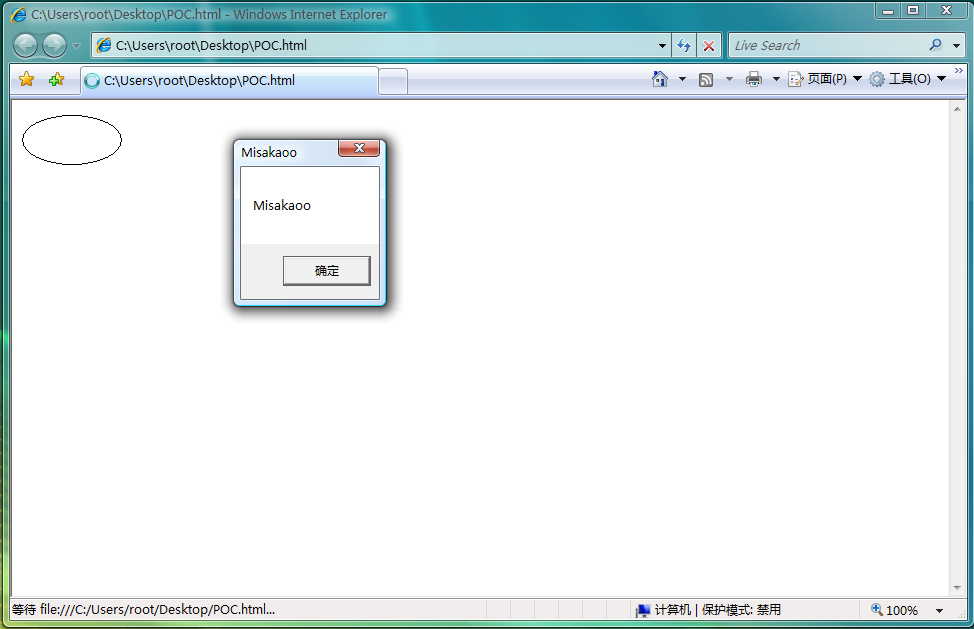 C:\Users\root\Desktop\POC.html - Windows Internet Explorer
C:\Users\root\Desktop\POC.html
Live Search
C:\Users\root\Desktop\POC.html
页面(P)
工具(O)
»
Misakaoo
Misakaoo
确定
等待 file:///C:/Users/root/Desktop/POC.html...
计算机 | 保护模式: 禁用
100%